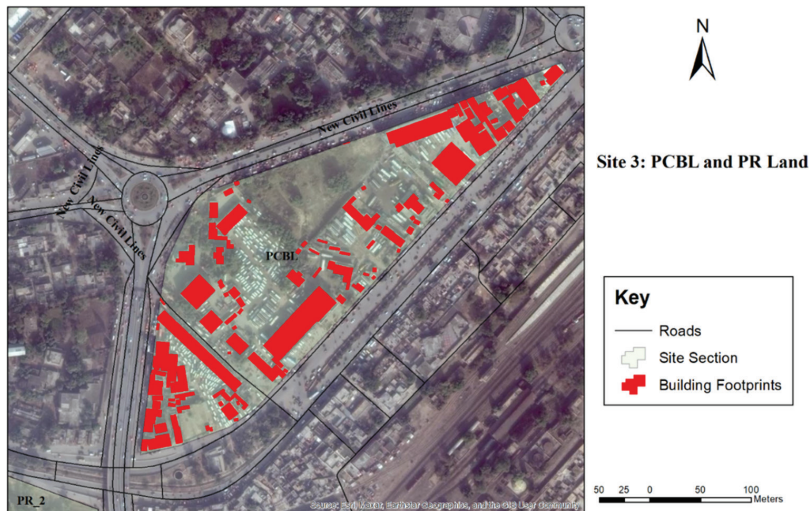 New Civil Lines
N
Site 3: PCBL and PR Land
New Civil Lines
New Civil Lines
PCBL
Key
Roads
Site Section
Building Footprints
PR_2
Source: Esri, Maxar, Earthstar Geographics, and the GIS User Community
50 25 0 50 100
Meters